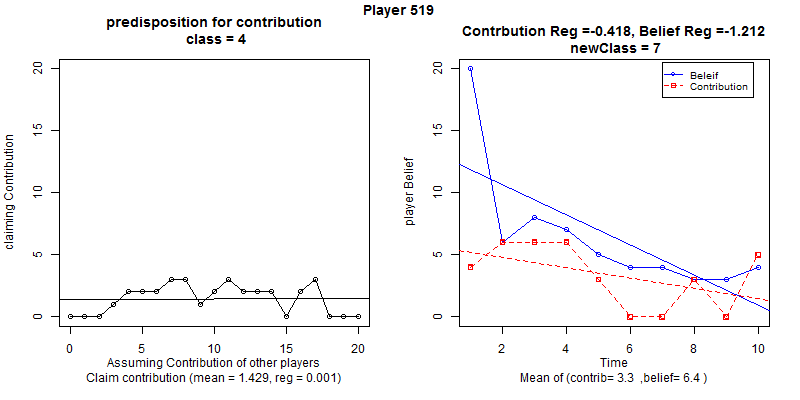 Player 519
predisposition for contribution
class = 4
claiming Contribution
0
5
10
15
20
0
5
10
15
20
Assuming Contribution of other players
Claim contribution (mean = 1.429, reg = 0.001)
Contrbution Reg =-0.418, Belief Reg =-1.212
newClass = 7
Beleif
Contribution
player Belief
0
5
10
15
20
2
4
6
8
10
Time
Mean of (contrib= 3.3 ,belief= 6.4 )